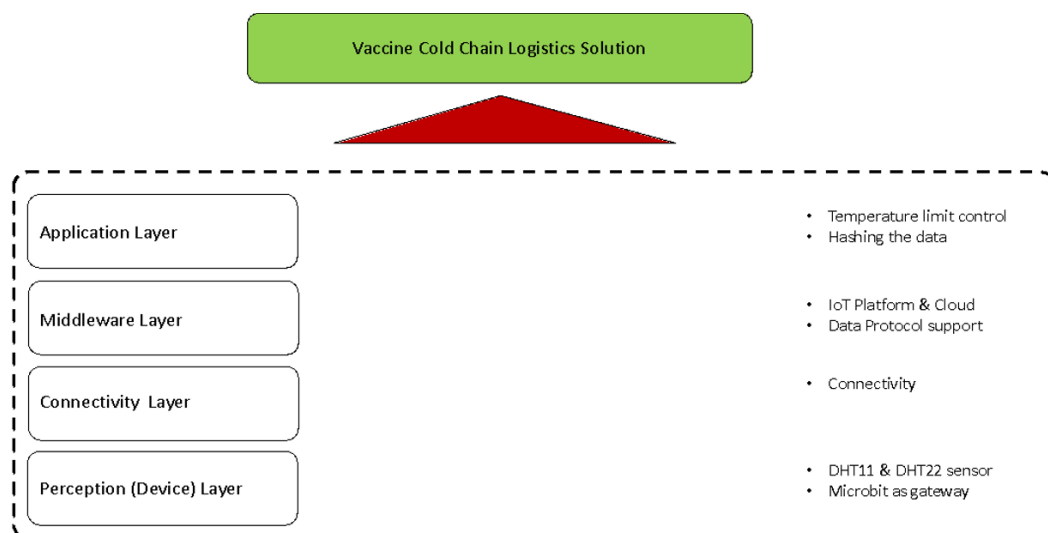 Vaccine Cold Chain Logistics Solution
Application Layer
• Temperature limit control
• Hashing the data
Middleware Layer
• IoT Platform & Cloud
• Data Protocol support
Connectivity Layer
• Connectivity
Perception (Device) Layer
• DHT11 & DHT22 sensor
• Microbit as gateway